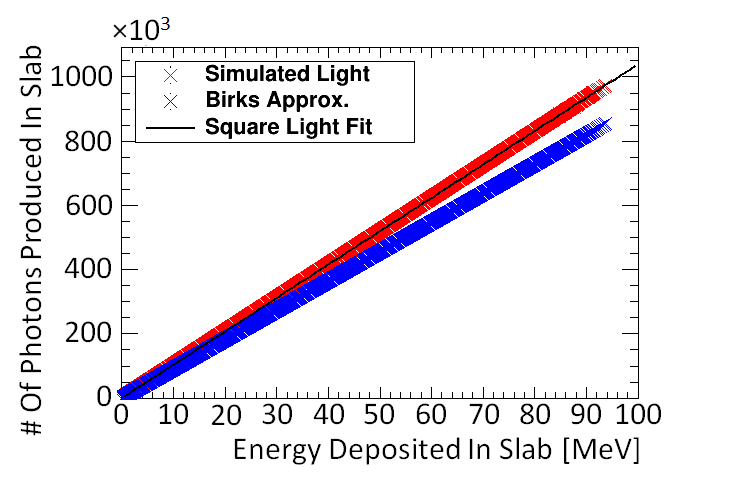 ×10³
# Of Photons Produced In Slab
1000
800
600
400
200
0
Simulated Light
Birks Approx.
Square Light Fit
0 10 20 30 40 50 60 70 80 90 100
Energy Deposited In Slab [MeV]